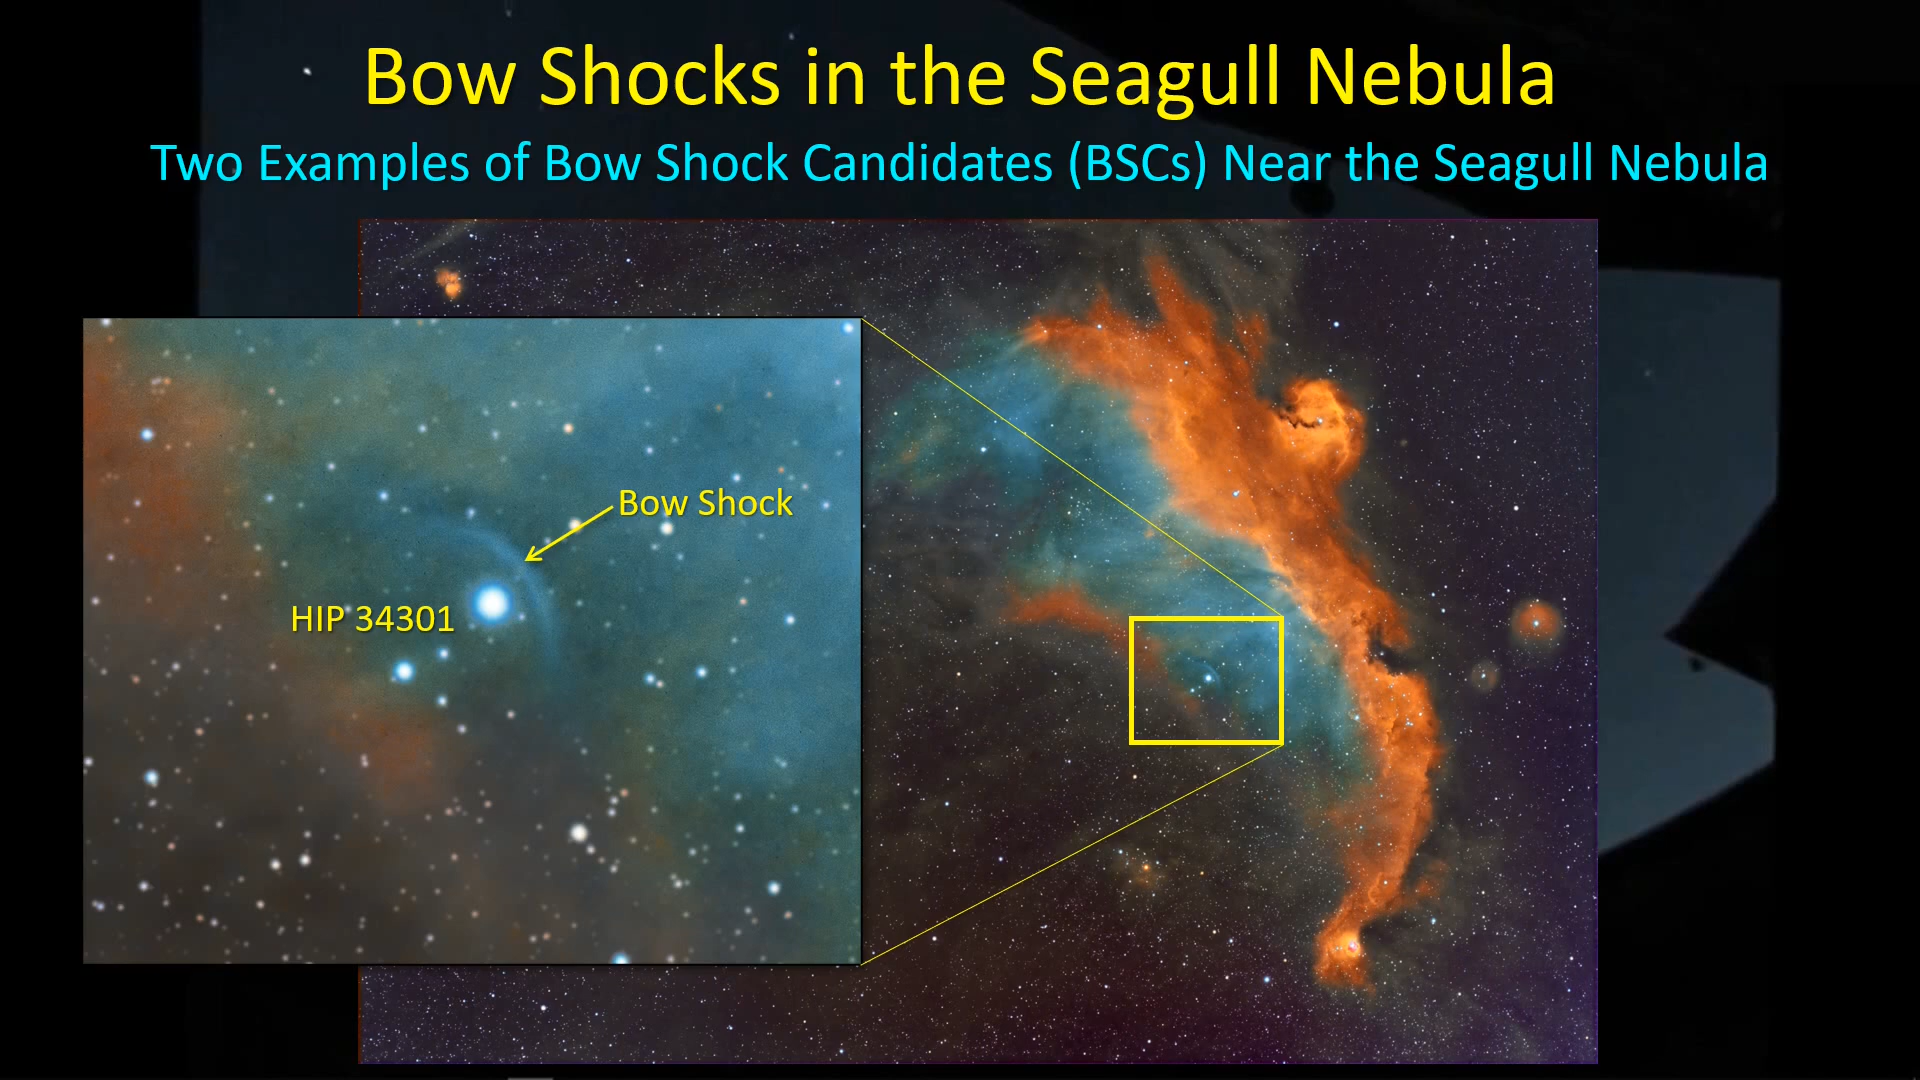 Bow Shocks in the Seagull Nebula
Two Examples of Bow Shock Candidates (BSCs) Near the Seagull Nebula
Bow Shock
HIP 34301